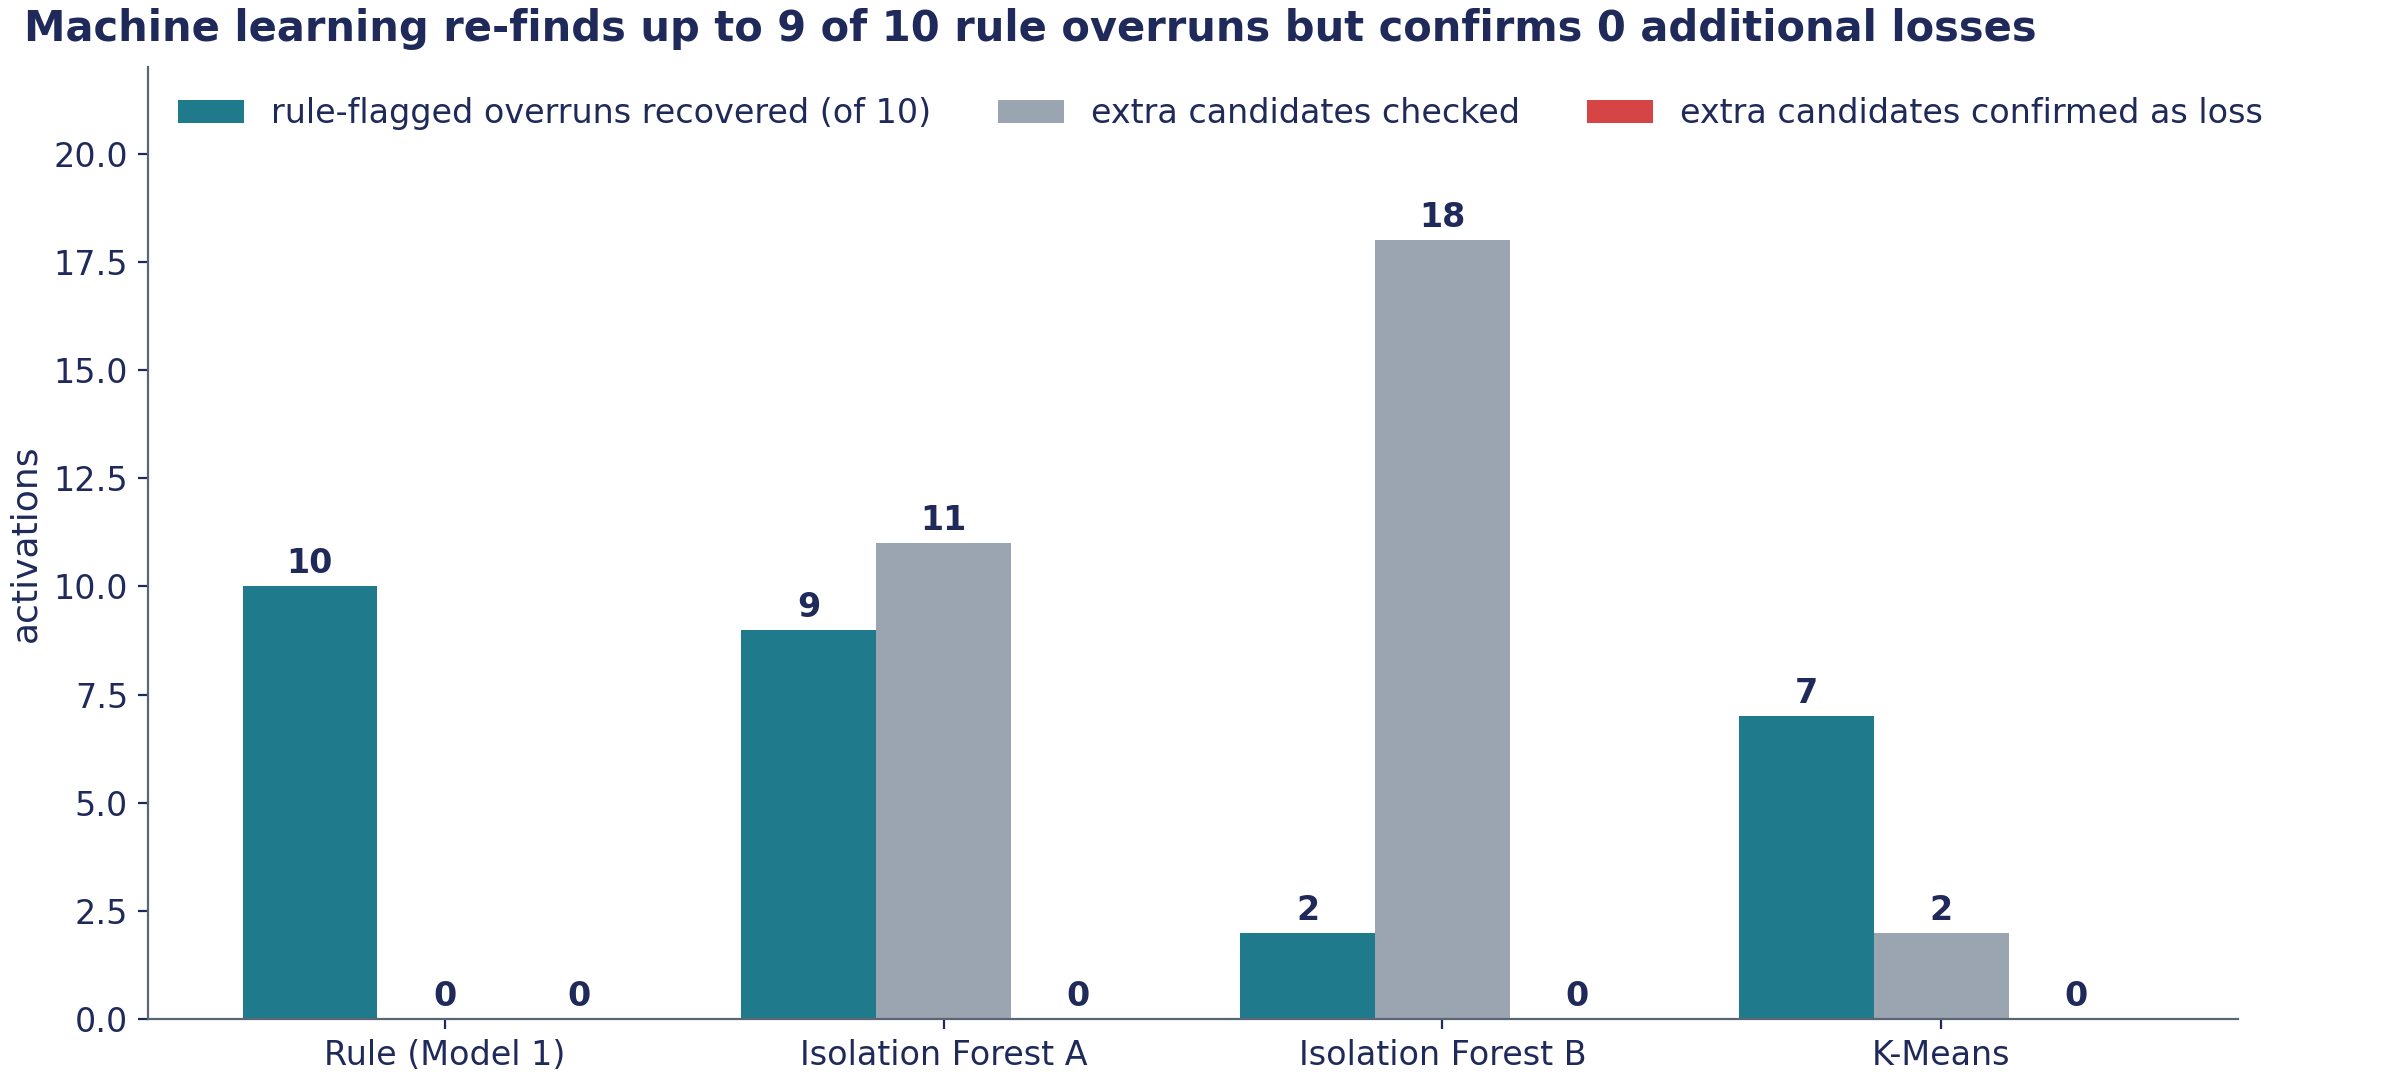 Machine learning re-finds up to 9 of 10 rule overruns but confirms 0 additional losses
rule-flagged overruns recovered (of 10)
extra candidates checked
extra candidates confirmed as loss
activations
20.0
17.5
15.0
12.5
10.0
7.5
5.0
2.5
0.0
10
0
0
9
11
0
2
18
0
7
2
0
Rule (Model 1)
Isolation Forest A
Isolation Forest B
K-Means